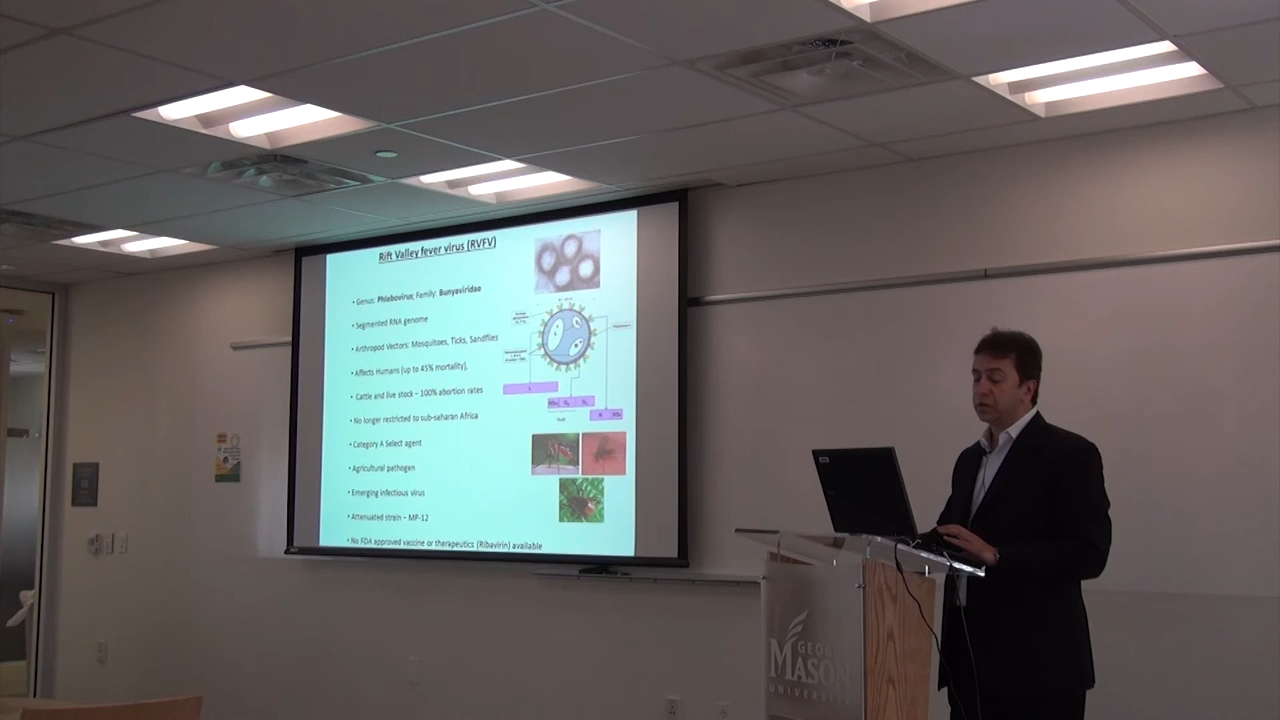 Rift Valley fever virus (RVFV)
• Genus: Phlebovirus; Family: Bunyaviridae
• Segmented RNA genome
• Arthropod Vectors: Mosquitoes, Ticks, Sandflies
• Affects Humans (up to 45% mortality),
• Cattle and live stock – 100% abortion rates
• No longer restricted to sub-saharan Africa
• Category A Select agent
• Agricultural pathogen
• Emerging infectious virus
• Attenuated strain – MP-12
• No FDA approved vaccine or therapeutics (Ribavirin) available
GEORGE
MASON
UNIVERSITY